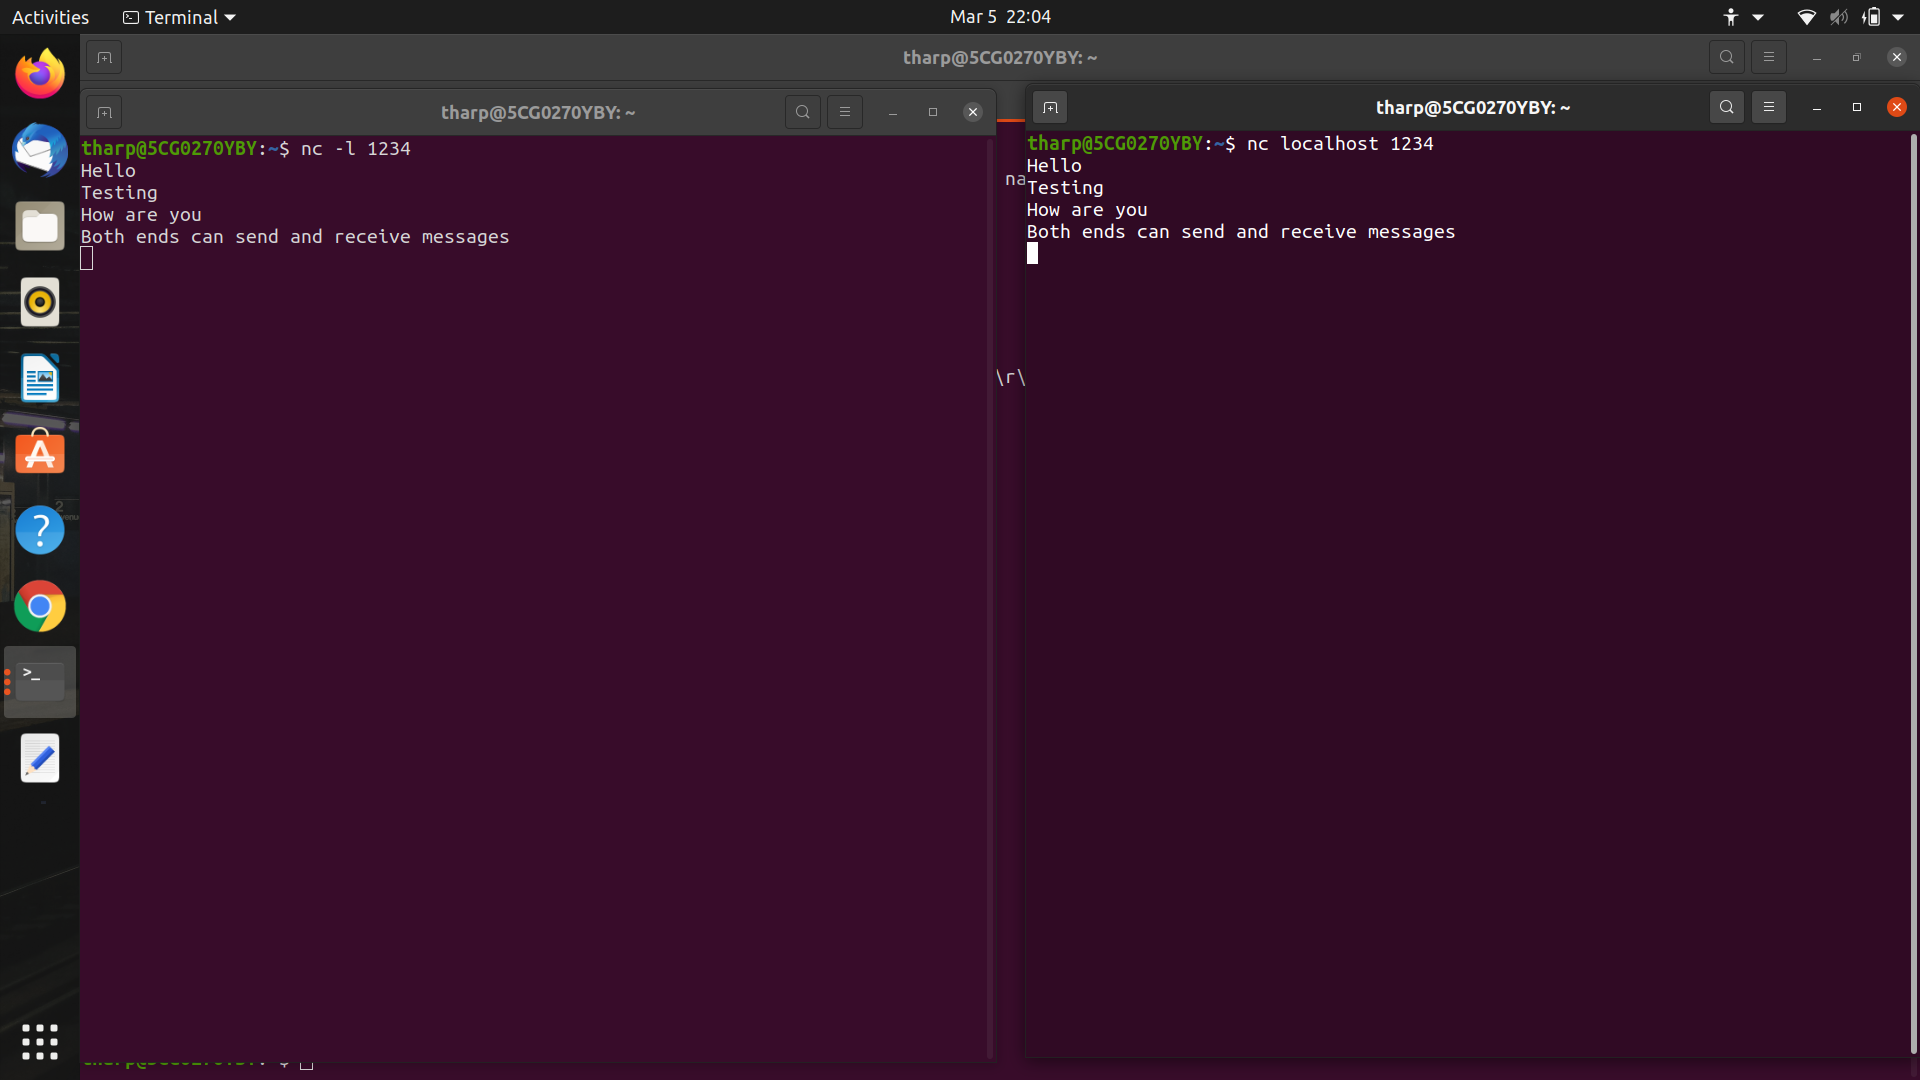 Activities Terminal Mar 5 22:04
tharp@5CG0270YBY: ~
tharp@5CG0270YBY: ~
tharp@5CG0270YBY:~$ nc -l 1234
Hello
Testing
How are you
Both ends can send and receive messages
na
\r\
tharp@5CG0270YBY: ~
tharp@5CG0270YBY:~$ nc localhost 1234
Hello
Testing
How are you
Both ends can send and receive messages